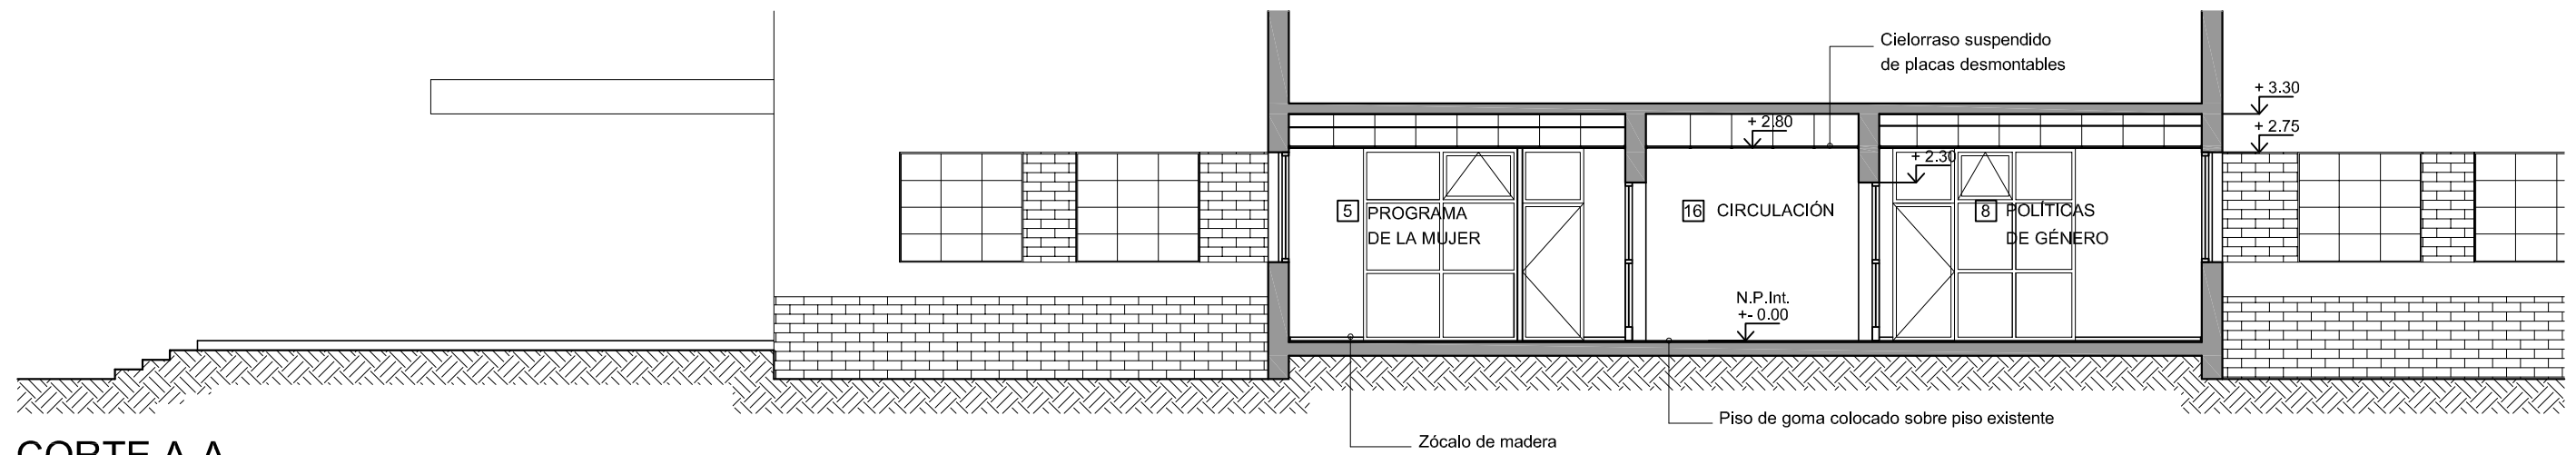 Cielorraso suspendido
de placas desmontables
+ 3.30
+ 2.80
+ 2.75
+ 2.30
5 PROGRAMA
DE LA MUJER
16 CIRCULACIÓN
8 POLÍTICAS
DE GÉNERO
N.P.Int.
+- 0.00
Piso de goma colocado sobre piso existente
Zócalo de madera
CORTE A-A